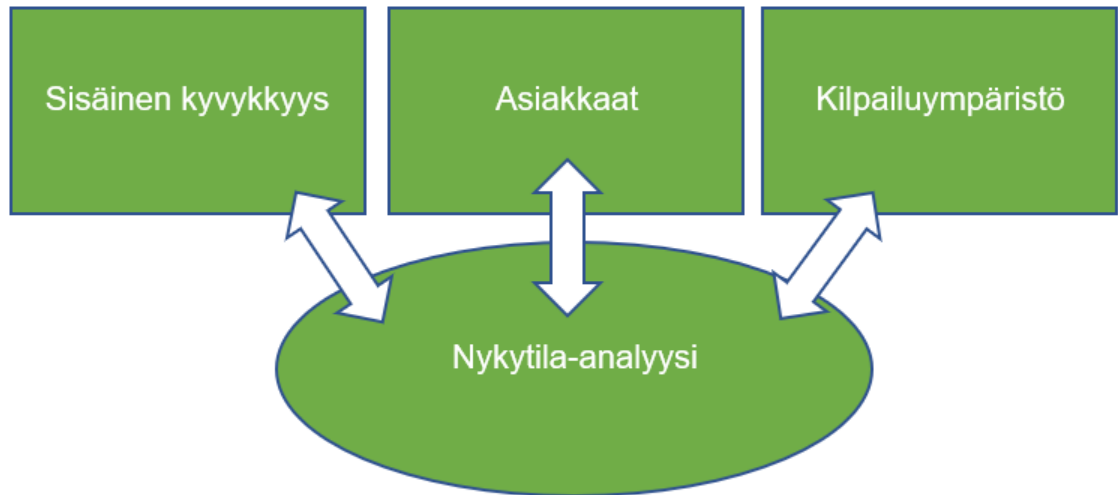 Sisäinen kyvykkyys
Asiakkaat
Kilpailuympäristö
Nykytila-analyysi